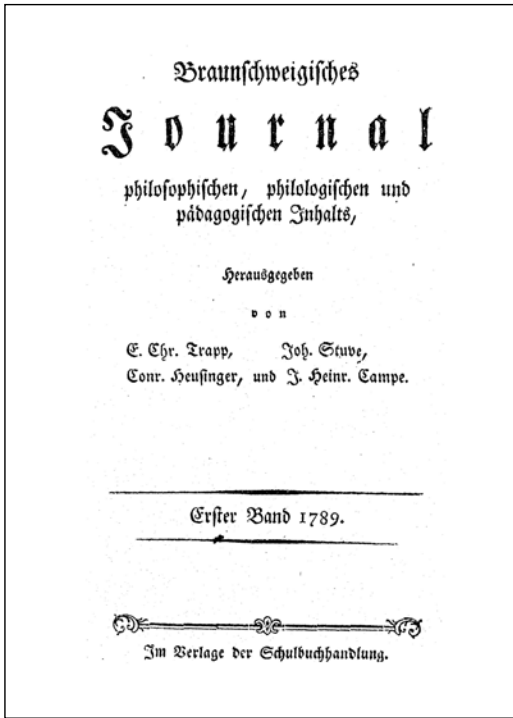 Braunschweigisches
Journal
philosophischen, philologischen und
pädagogischen Inhalts,
Herausgegeben
von
E. Chr. Trapp, Joh. Stuve,
Conr. Heusinger, und J. Heinr. Campe.
Erster Band 1789.
Im Verlage der Schulbuchhandlung.